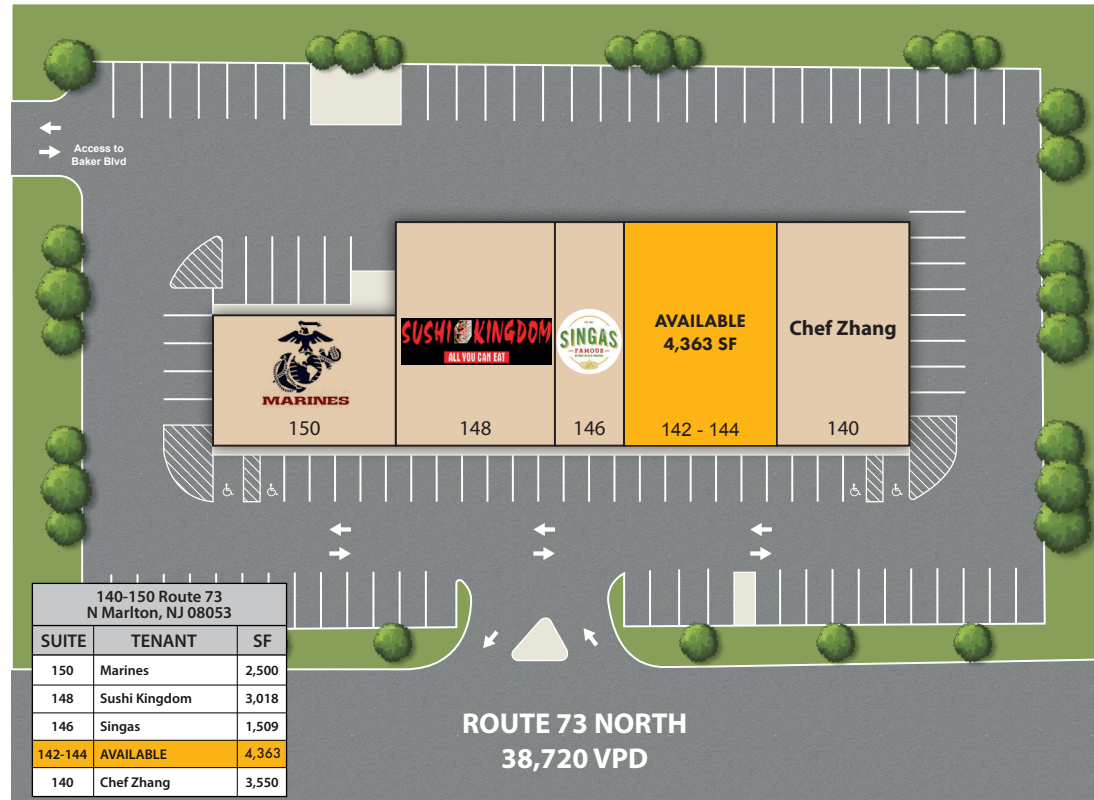 Access to
Baker Blvd
SUSHI KINGDOM
ALL YOU CAN EAT
SINGAS
FAMOUS
AVAILABLE
4,363 SF
Chef Zhang
MARINES
150
148
146
142 - 144
140
140-150 Route 73
N Marlton, NJ 08053
SUITE TENANT SF
150 Marines 2,500
148 Sushi Kingdom 3,018
146 Singas 1,509
142-144 AVAILABLE 4,363
140 Chef Zhang 3,550
ROUTE 73 NORTH
38,720 VPD